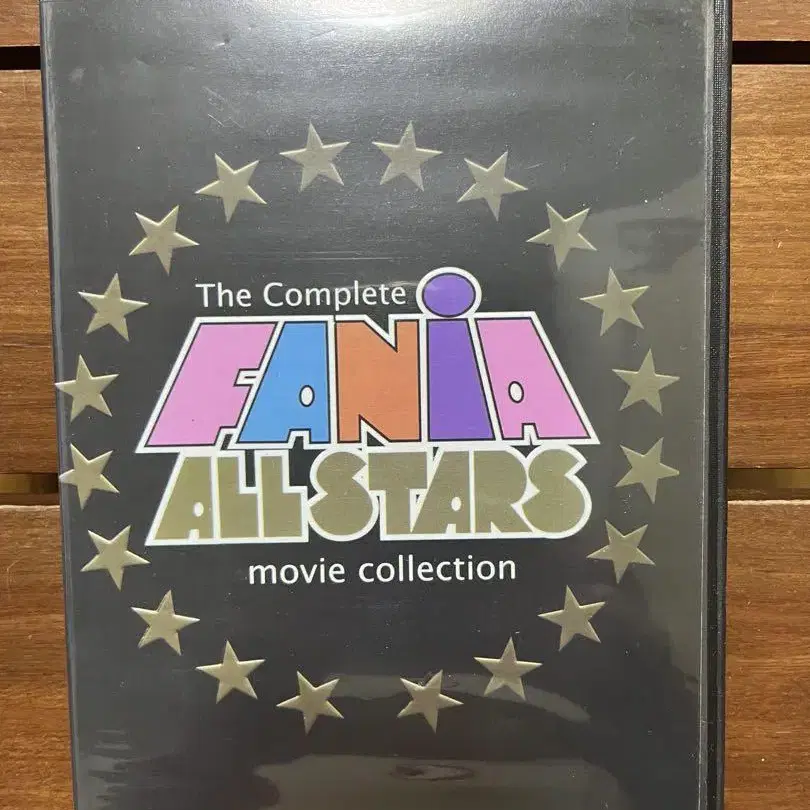 The Complete
FANiA
ALL STARS
movie collection